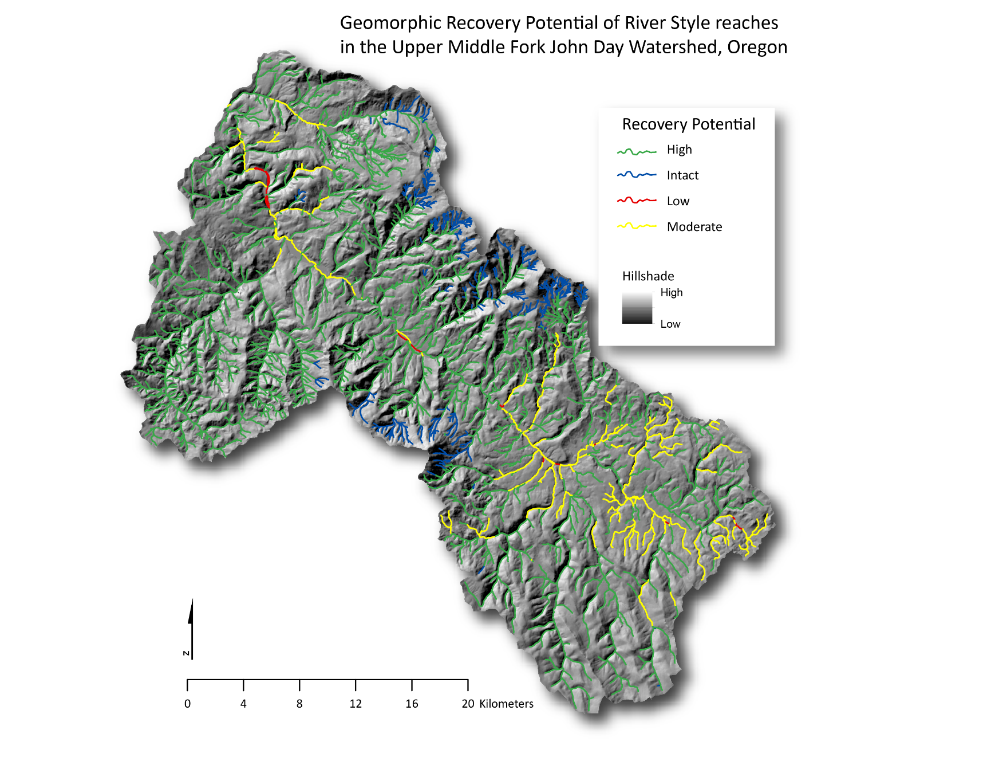 Geomorphic Recovery Potential of River Style reaches
in the Upper Middle Fork John Day Watershed, Oregon
Recovery Potential
High
Intact
Low
Moderate
Hillshade
High
Low
N
0 4 8 12 16 20 Kilometers